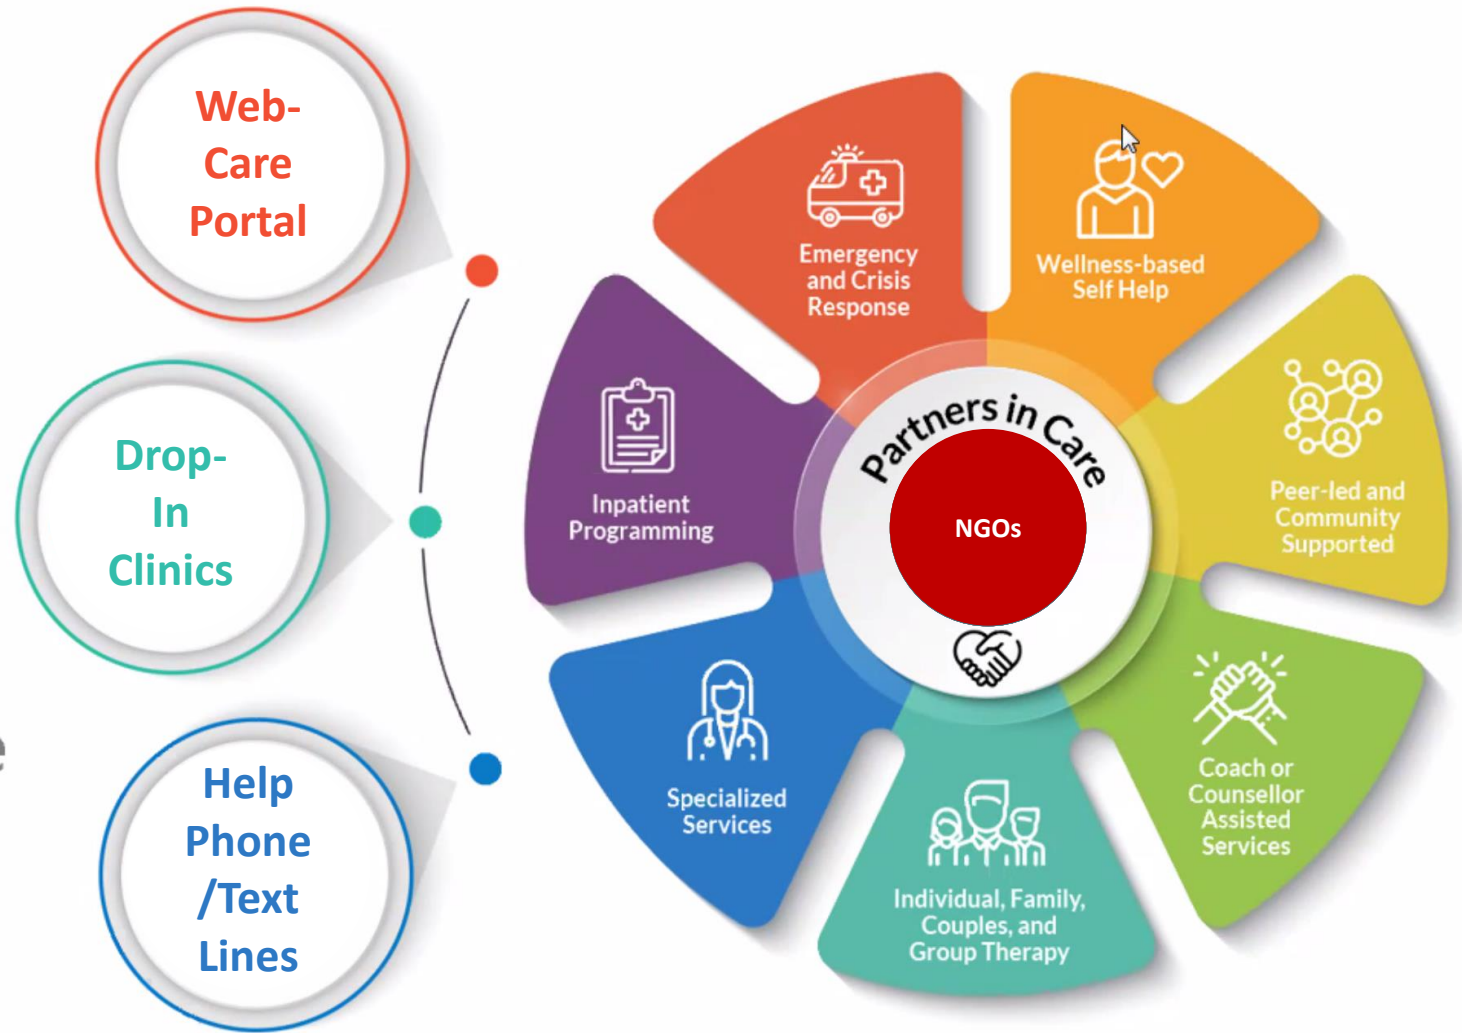 Web-
Care
Portal
Drop-
In
Clinics
Help
Phone
/Text
Lines
e
Emergency
and Crisis
Response
Wellness-based
Self Help
Peer-led and
Community
Supported
Coach or
Counsellor
Assisted
Services
Individual, Family,
Couples, and
Group Therapy
Specialized
Services
Inpatient
Programming
Partners in Care
NGOs